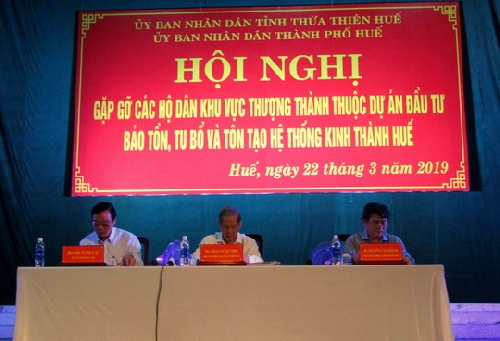 ỦY BAN NHÂN DÂN TỈNH THỪA THIÊN HUẾ
ỦY BAN NHÂN DÂN THÀNH PHỐ HUẾ
HỘI NGHỊ
GẶP GỠ CÁC HỘ DÂN KHU VỰC THƯỢNG THÀNH THUỘC DỰ ÁN ĐẦU TƯ
BẢO TỒN, TU BỔ VÀ TÔN TẠO HỆ THỐNG KINH THÀNH HUẾ
Huế, ngày 22 tháng 3 năm 2019